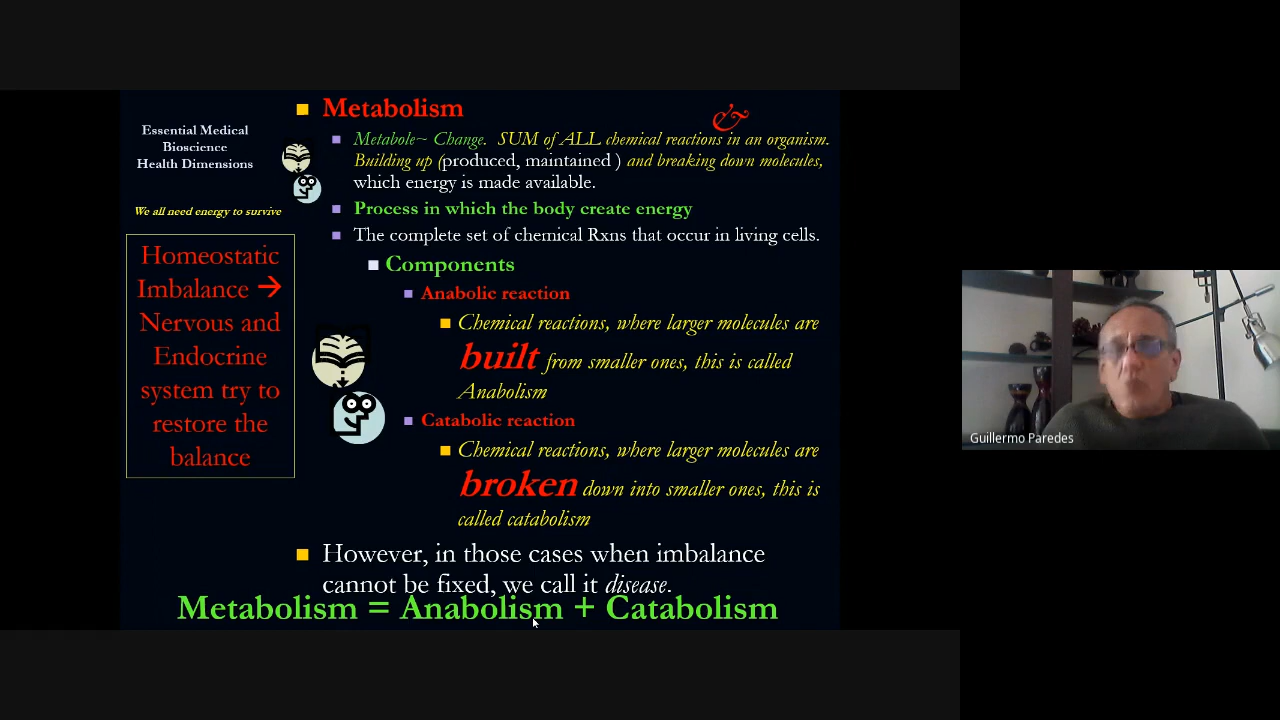 Essential Medical
Bioscience
Health Dimensions
We all need energy to survive
Homeostatic
Imbalance →
Nervous and
Endocrine
system try to
restore the
balance
Metabolism
&
Metabole~ Change. SUM of ALL chemical reactions in an organism.
Building up (produced, maintained ) and breaking down molecules,
which energy is made available.
Process in which the body create energy
The complete set of chemical Rxns that occur in living cells.
Components
Anabolic reaction
Chemical reactions, where larger molecules are
built from smaller ones, this is called
Anabolism
Catabolic reaction
Chemical reactions, where larger molecules are
broken down into smaller ones, this is
called catabolism
However, in those cases when imbalance
cannot be fixed, we call it disease.
Metabolism = Anabolism + Catabolism
Guillermo Paredes